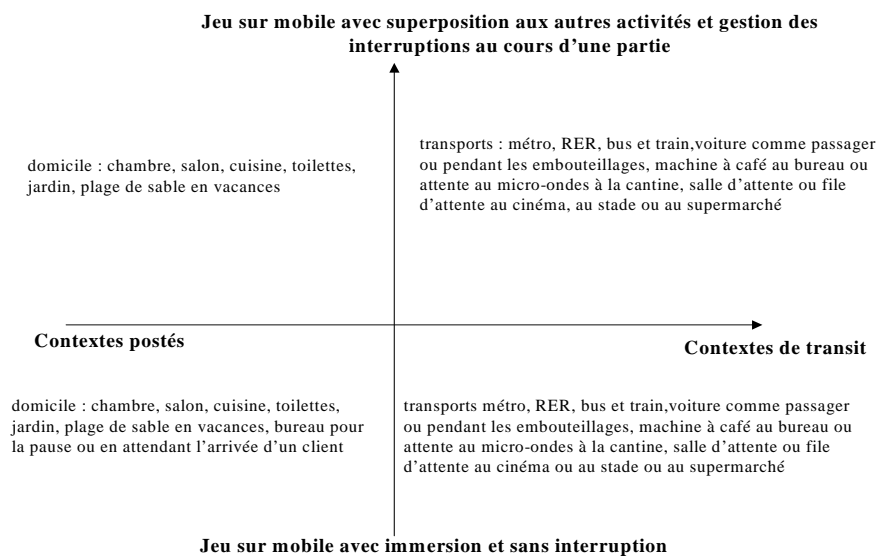 Jeu sur mobile avec superposition aux autres activités et gestion des
interruptions au cours d'une partie
domicile : chambre, salon, cuisine, toilettes,
jardin, plage de sable en vacances
transports : métro, RER, bus et train,voiture comme passager
ou pendant les embouteillages, machine à café au bureau ou
attente au micro-ondes à la cantine, salle d'attente ou file
d'attente au cinéma, au stade ou au supermarché
Contextes postés
Contextes de transit
domicile : chambre, salon, cuisine, toilettes,
jardin, plage de sable en vacances, bureau pour
la pause ou en attendant l'arrivée d'un client
transports métro, RER, bus et train,voiture comme passager
ou pendant les embouteillages, machine à café au bureau ou
attente au micro-ondes à la cantine, salle d'attente ou file
d'attente au cinéma ou au stade ou au supermarché
Jeu sur mobile avec immersion et sans interruption